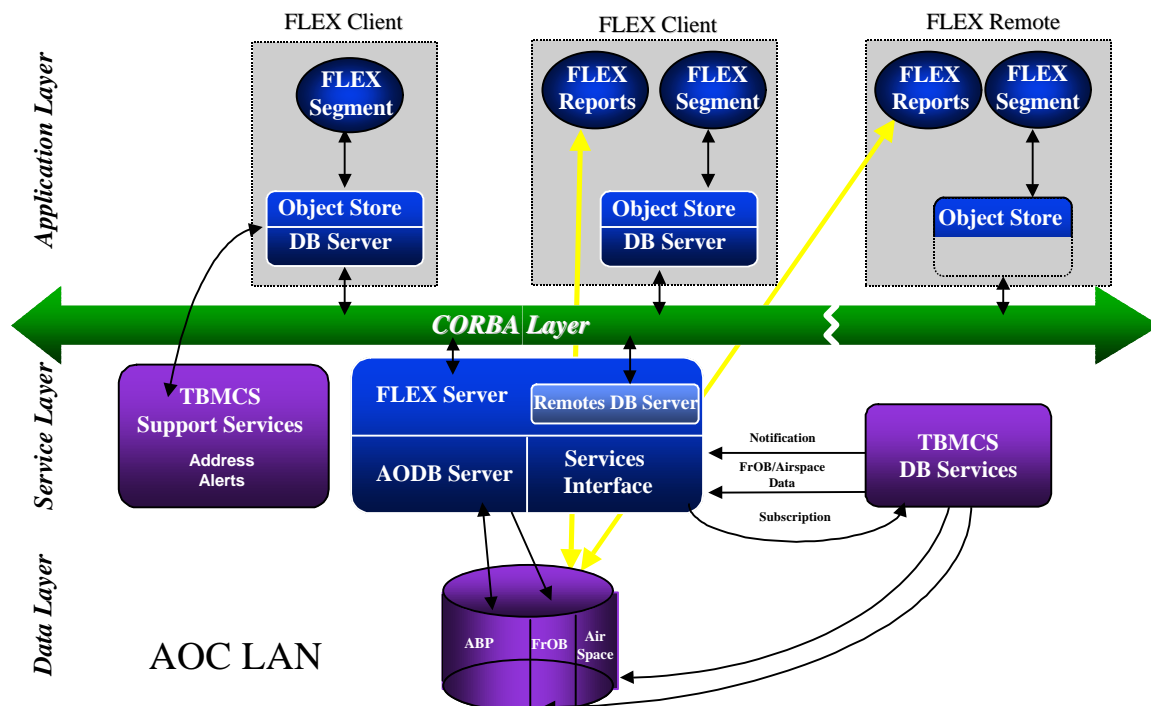 FLEX Client
FLEX Client
FLEX Remote
Application Layer
FLEX
Segment
FLEX
Reports
FLEX
Segment
FLEX
Reports
FLEX
Segment
Object Store
DB Server
Object Store
DB Server
Object Store
CORBA Layer
Service Layer
TBMCS
Support Services
Address
Alerts
FLEX Server
Remotes DB Server
AODB Server
Services
Interface
Notification
FrOB/Airspace
Data
Subscription
TBMCS
DB Services
Data Layer
AOC LAN
ABP
FrOB
Air
Space